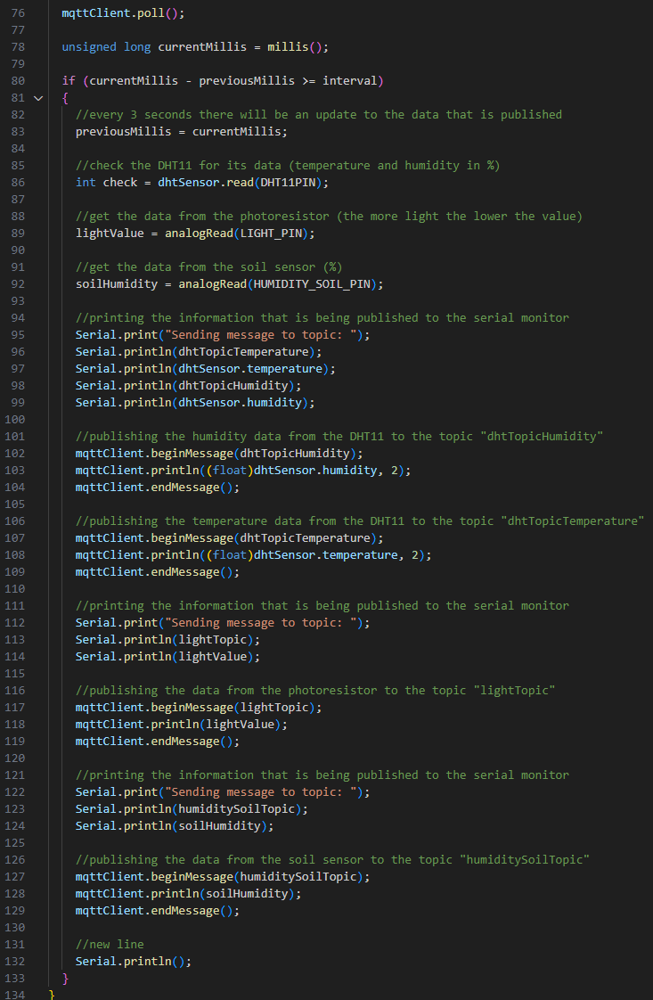 76 mqttClient.poll();
77
78 unsigned long currentMillis = millis();
79
80 if (currentMillis - previousMillis >= interval)
81 {
82 //every 3 seconds there will be an update to the data that is published
83 previousMillis = currentMillis;
84
85 //check the DHT11 for its data (temperature and humidity in %)
86 int check = dhtSensor.read(DHT11PIN);
87
88 //get the data from the photoresistor (the more light the lower the value)
89 lightValue = analogRead(LIGHT_PIN);
90
91 //get the data from the soil sensor (%)
92 soilHumidity = analogRead(HUMIDITY_SOIL_PIN);
93
94 //printing the information that is being published to the serial monitor
95 Serial.print("Sending message to topic: ");
96 Serial.println(dhtTopicTemperature);
97 Serial.println(dhtSensor.temperature);
98 Serial.println(dhtTopicHumidity);
99 Serial.println(dhtSensor.humidity);
100
101 //publishing the humidity data from the DHT11 to the topic "dhtTopicHumidity"
102 mqttClient.beginMessage(dhtTopicHumidity);
103 mqttClient.println((float)dhtSensor.humidity, 2);
104 mqttClient.endMessage();
105
106 //publishing the temperature data from the DHT11 to the topic "dhtTopicTemperature"
107 mqttClient.beginMessage(dhtTopicTemperature);
108 mqttClient.println((float)dhtSensor.temperature, 2);
109 mqttClient.endMessage();
110
111 //printing the information that is being published to the serial monitor
112 Serial.print("Sending message to topic: ");
113 Serial.println(lightTopic);
114 Serial.println(lightValue);
115
116 //publishing the data from the photoresistor to the topic "lightTopic"
117 mqttClient.beginMessage(lightTopic);
118 mqttClient.println(lightValue);
119 mqttClient.endMessage();
120
121 //printing the information that is being published to the serial monitor
122 Serial.print("Sending message to topic: ");
123 Serial.println(humiditySoilTopic);
124 Serial.println(soilHumidity);
125
126 //publishing the data from the soil sensor to the topic "humiditySoilTopic"
127 mqttClient.beginMessage(humiditySoilTopic);
128 mqttClient.println(soilHumidity);
129 mqttClient.endMessage();
130
131 //new line
132 Serial.println();
133 }
134 }